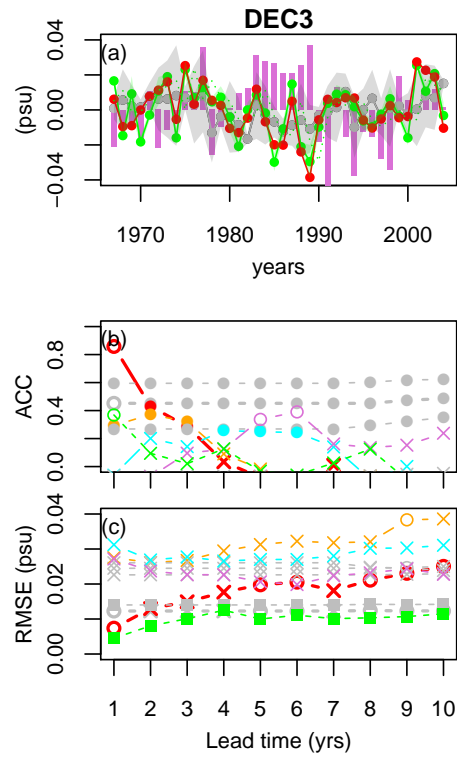 DEC3
(a)
(psu)
0.04
0.00
−0.04
1970 1980 1990 2000
years
(b)
ACC
0.8
0.4
0.0
(c)
RMSE (psu)
0.04
0.02
0.00
1 2 3 4 5 6 7 8 9 10
Lead time (yrs)